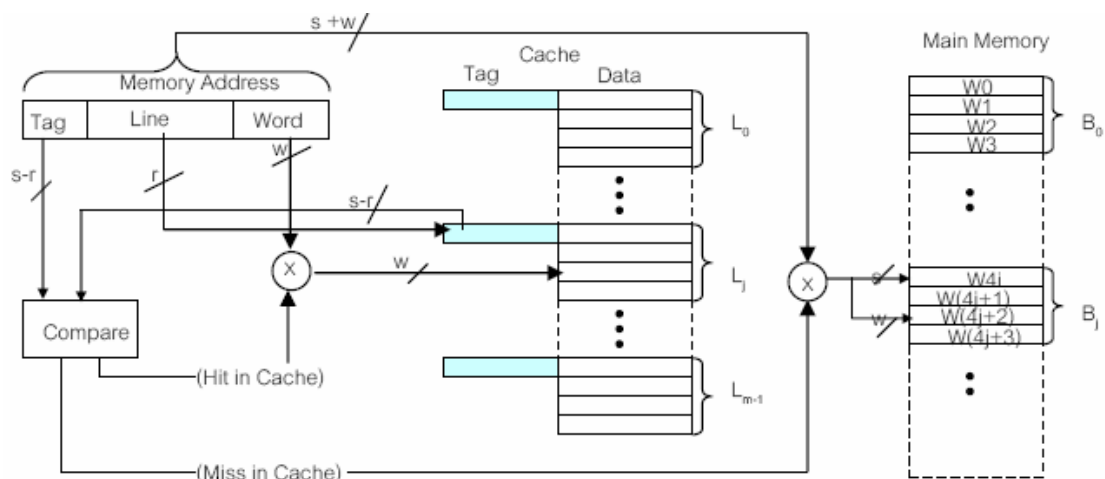 s +w
Cache
Main Memory
Memory Address
Tag
Data
Tag
Line
Word
L0
W0
W1
W2
W3
B0
w
s-r
r
s-r
w
Lj
X
X
s
W4j
W(4j+1)
W(4j+2)
W(4j+3)
Bj
w
Compare
(Hit in Cache)
Lm-1
(Miss in Cache)